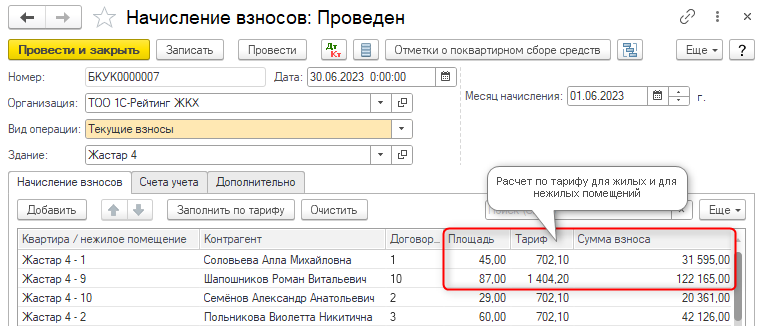 Начисление взносов: Проведен
Провести и закрыть Записать Провести Дт Кт Отметки о поквартирном сборе средств Еще ?
Номер: БКУК0000007 Дата: 30.06.2023 0:00:00
Организация: ТОО 1С-Рейтинг ЖКХ Месяц начисления: 01.06.2023 г.
Вид операции: Текущие взносы
Здание: Жастар 4
Начисление взносов Счета учета Дополнительно
Расчет по тарифу для жилых и для
нежилых помещений
Добавить Заполнить по тарифу Очистить Еще
Квартира / нежилое помещение Контрагент Договор... Площадь Тариф Сумма взноса
Жастар 4 - 1 Соловьева Алла Михайловна 1 45,00 702,10 31 595,00
Жастар 4 - 9 Шапошников Роман Витальевич 10 87,00 1 404,20 122 165,00
Жастар 4 - 10 Семёнов Александр Анатольевич 2 29,00 702,10 20 361,00
Жастар 4 - 2 Польникова Виолетта Никитична 3 60,00 702,10 42 126,00